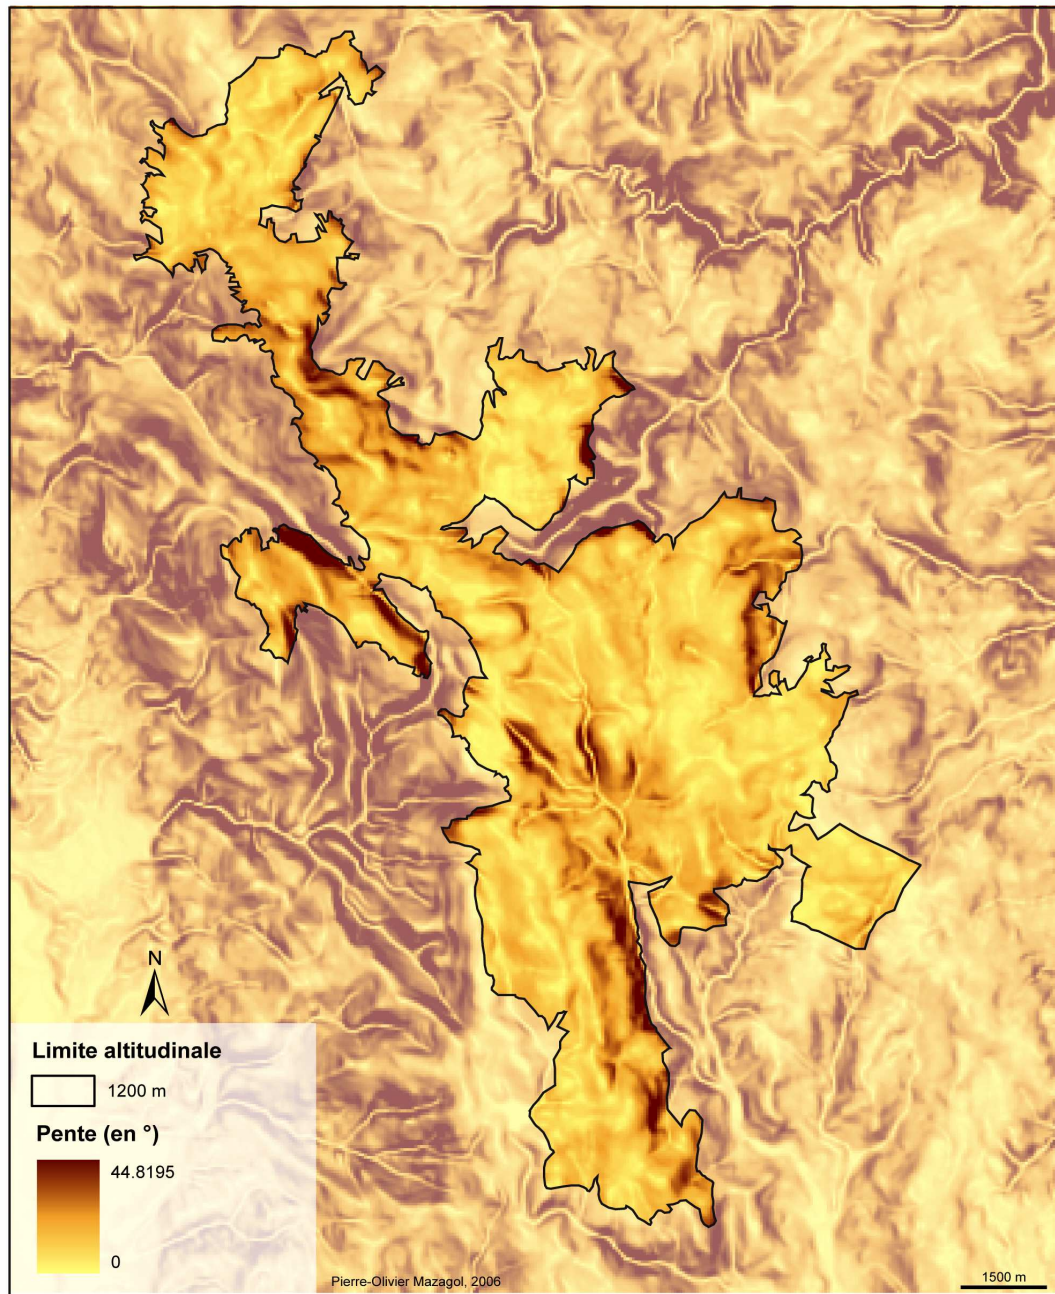 N
Limite altitudinale
1200 m
Pente (en °)
44.8195
0
Pierre-Olivier Mazagol, 2006
1500 m